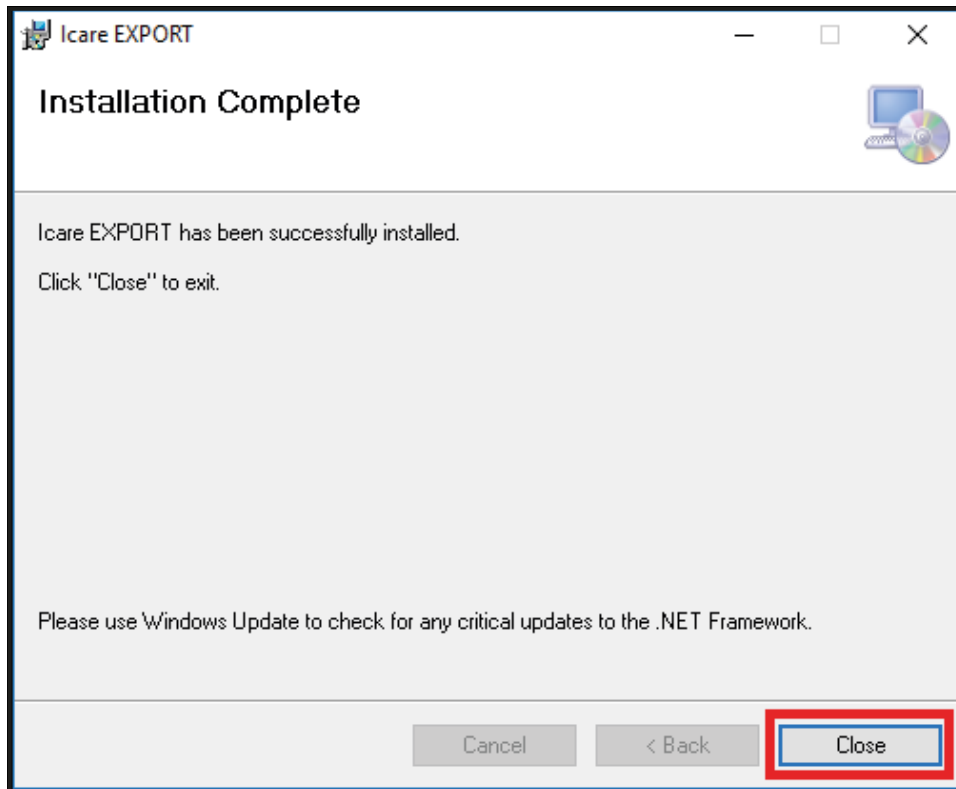 Icare EXPORT
Installation Complete
Icare EXPORT has been successfully installed.
Click "Close" to exit.
Please use Windows Update to check for any critical updates to the .NET Framework.
Cancel
< Back
Close